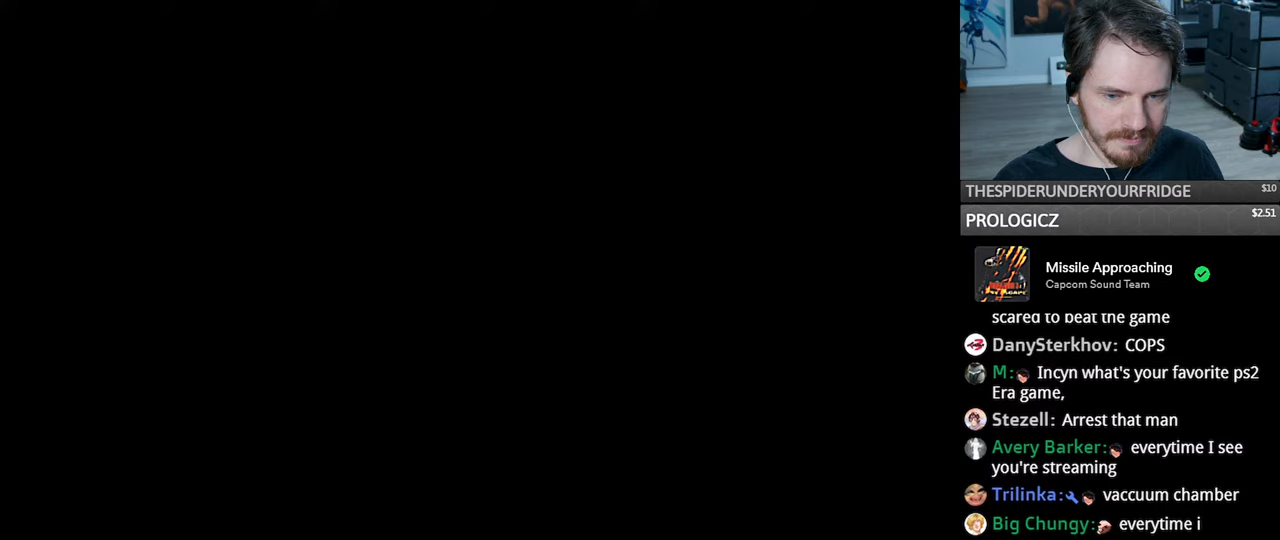 THESPIDERUNDERYOURFRIDGE $10
PROLOGICZ $2.51
Missile Approaching
Capcom Sound Team
scared to beat the game
DanySterkhov: COPS
M: Incyn what's your favorite ps2
Era game,
Stezell: Arrest that man
Avery Barker: everytime I see
you're streaming
Trilinka: vaccuum chamber
Big Chungy: everytime i